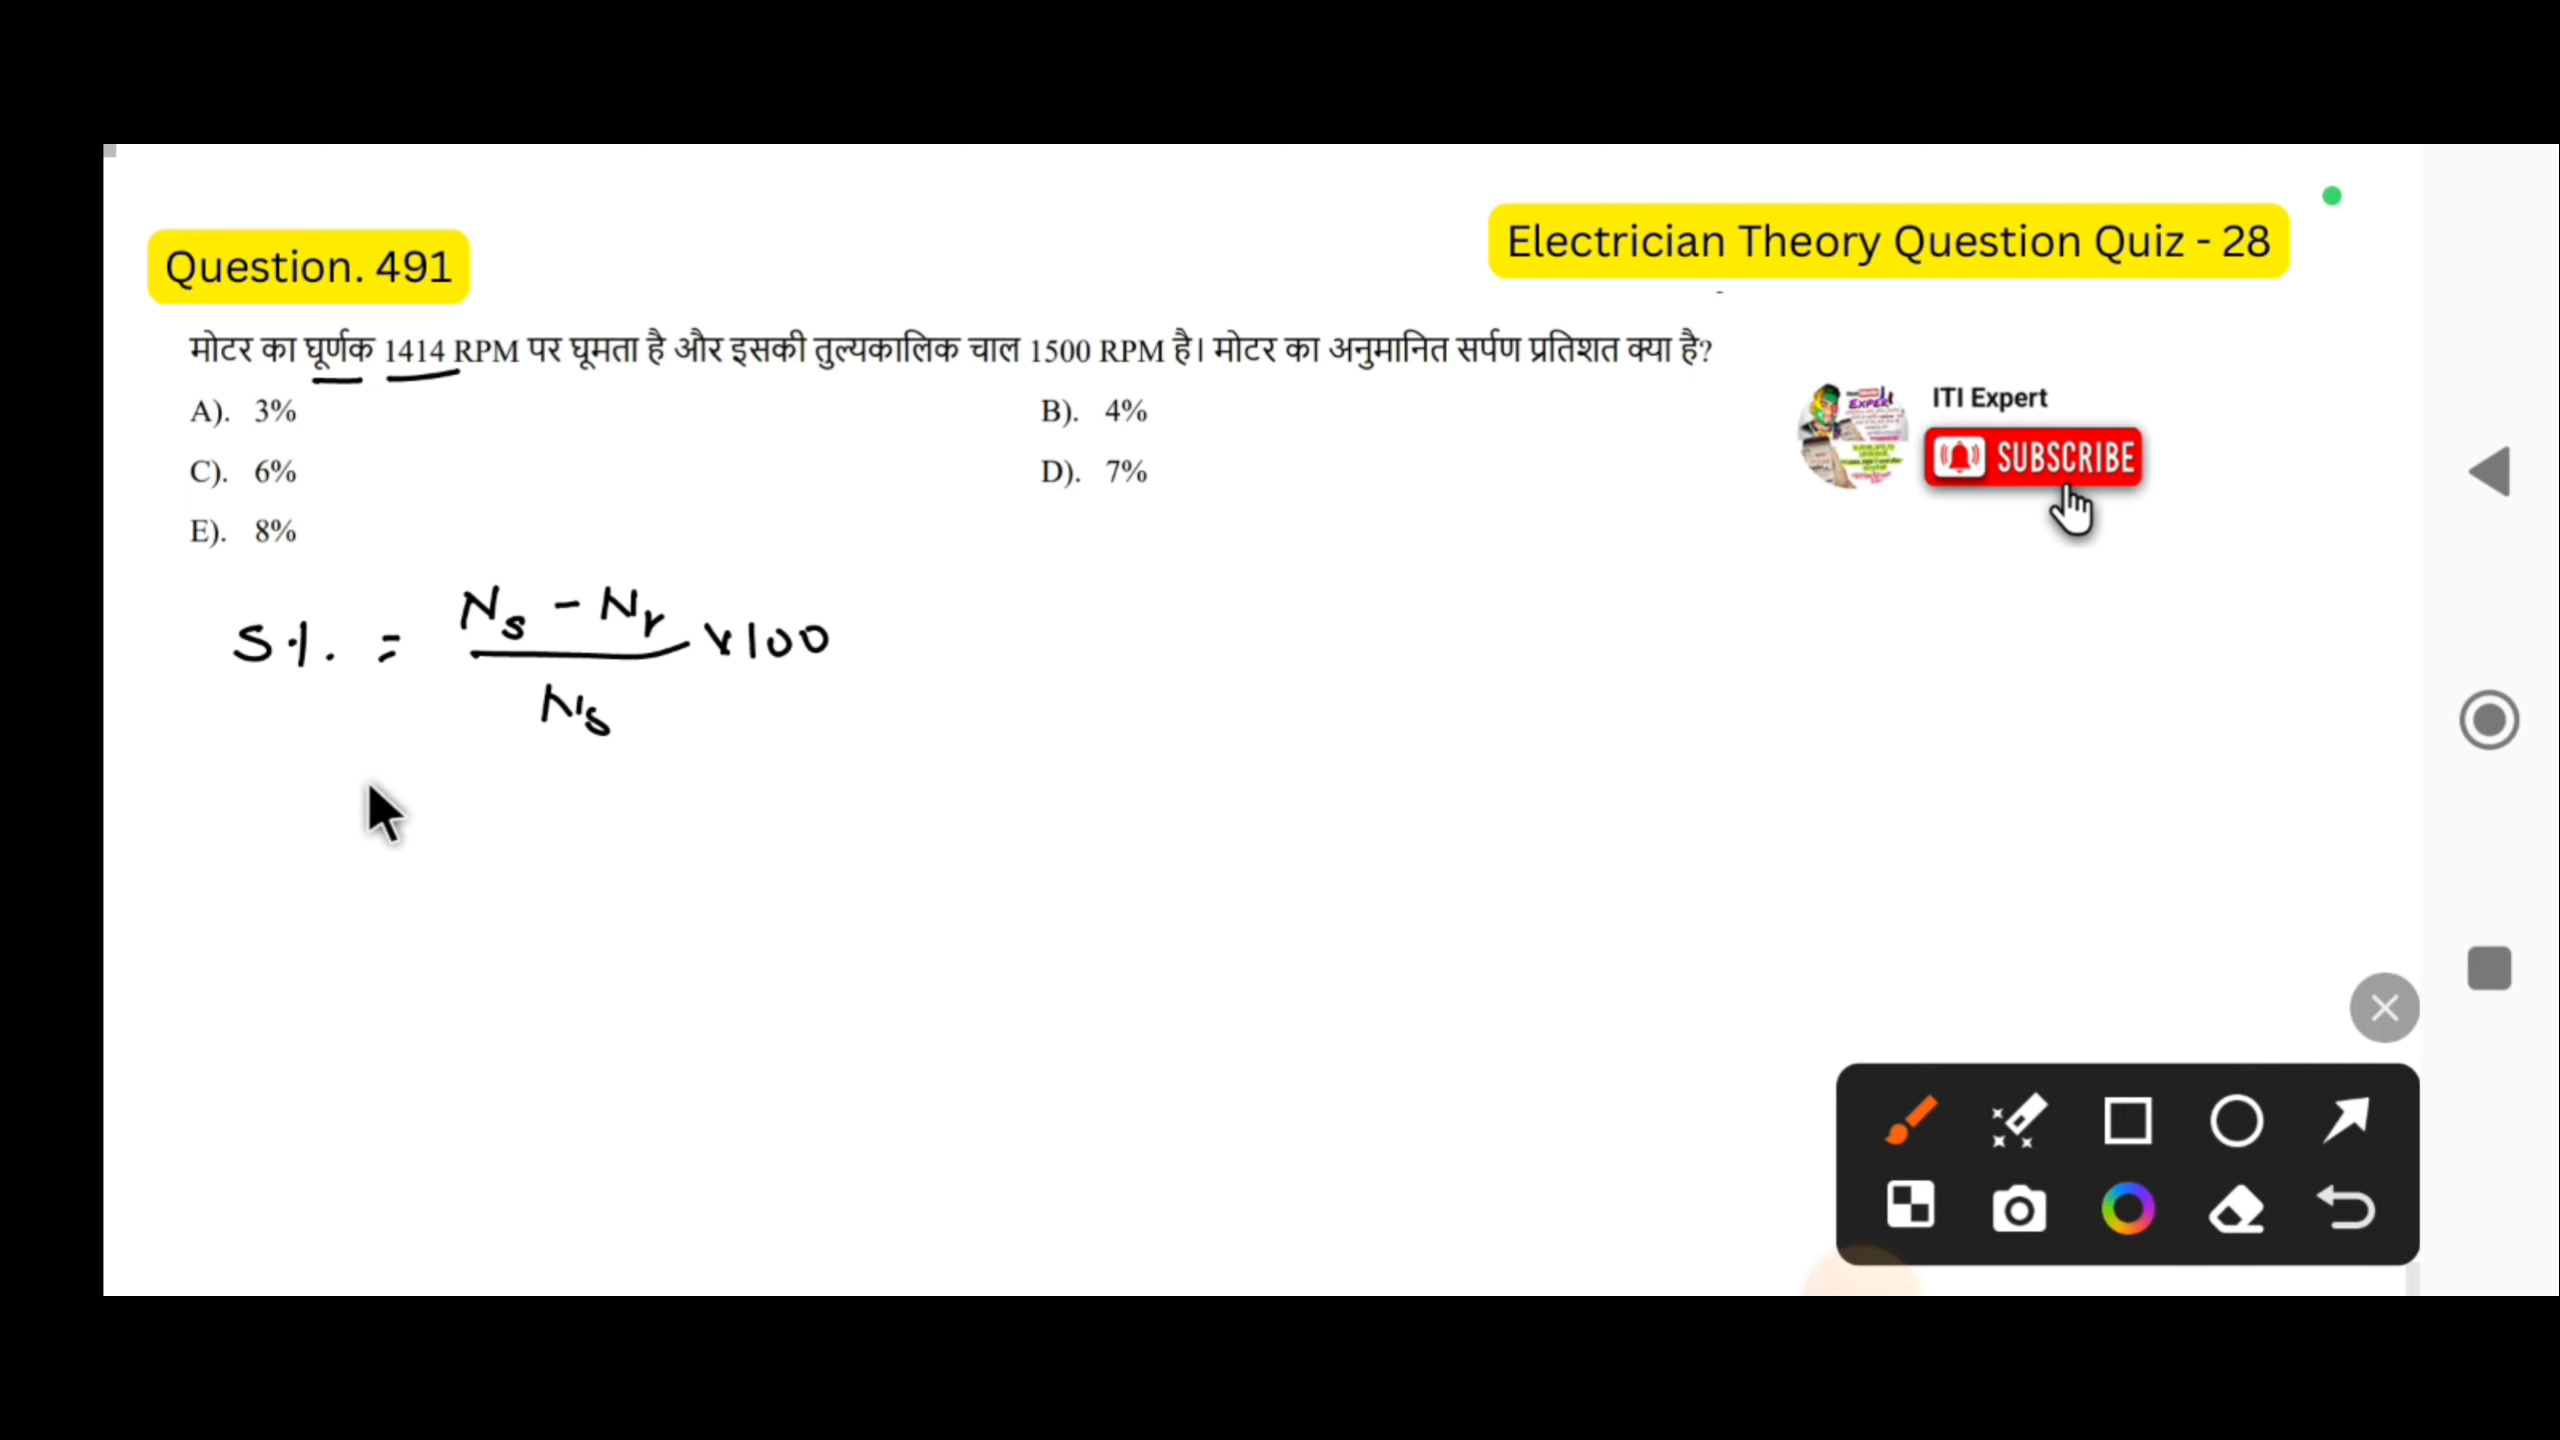 Electrician Theory Question Quiz - 28
Question. 491
मोटर का घूर्णक 1414 RPM पर घूमता है और इसकी तुल्यकालिक चाल 1500 RPM है। मोटर का अनुमानित सर्पण प्रतिशत क्या है?
A). 3%
B). 4%
C). 6%
D). 7%
E). 8%
ITI Expert
SUBSCRIBE
S%. = Ns - Nr / Ns ×100